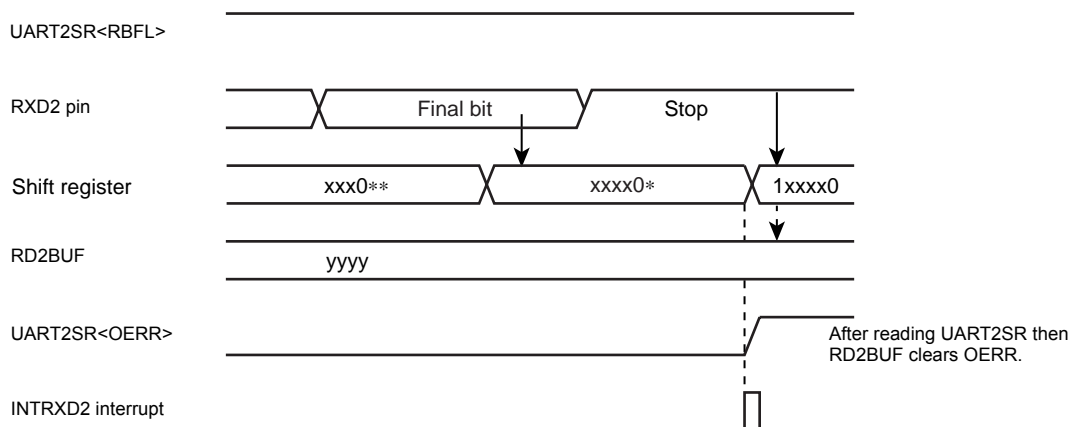 UART2SR<RBFL>
RXD2 pin
Final bit
Stop
Shift register
xxx0**
xxxx0*
1xxxx0
RD2BUF
yyyy
UART2SR<OERR>
After reading UART2SR then
RD2BUF clears OERR.
INTRXD2 interrupt